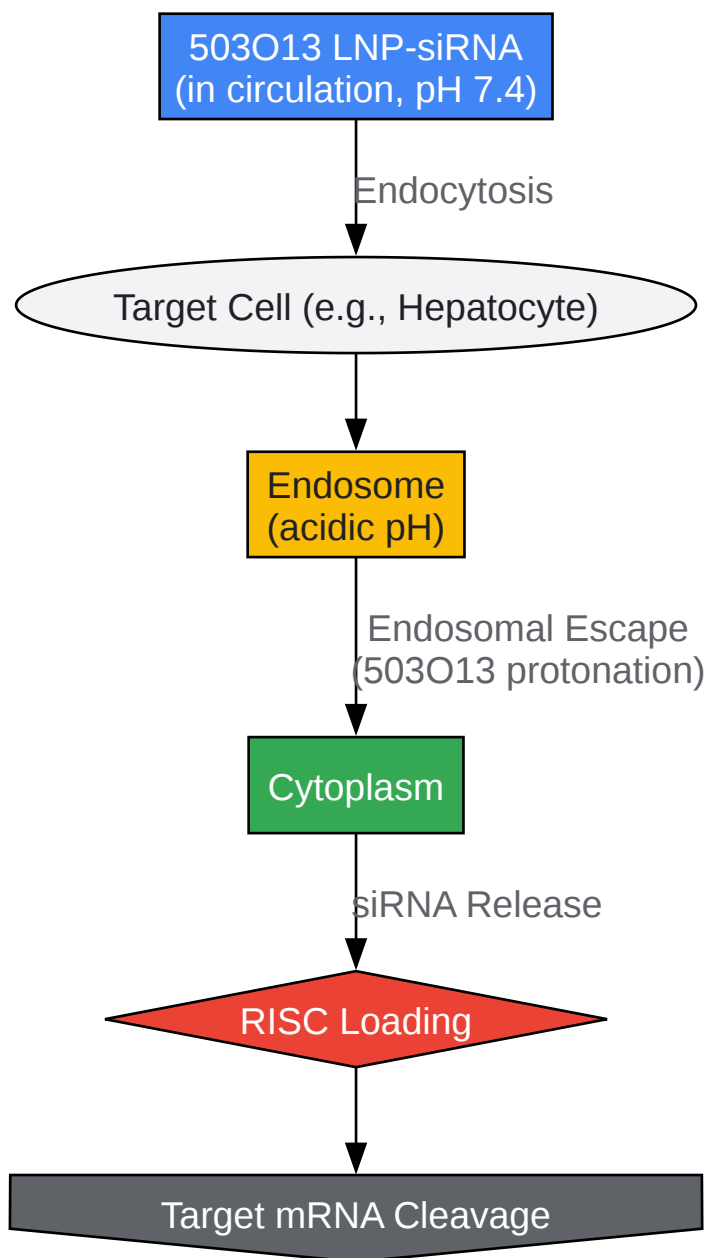 503O13 LNP-siRNA
(in circulation, pH 7.4)
Endocytosis
Target Cell (e.g., Hepatocyte)
Endosome
(acidic pH)
Endosomal Escape
(503O13 protonation)
Cytoplasm
siRNA Release
RISC Loading
Target mRNA Cleavage